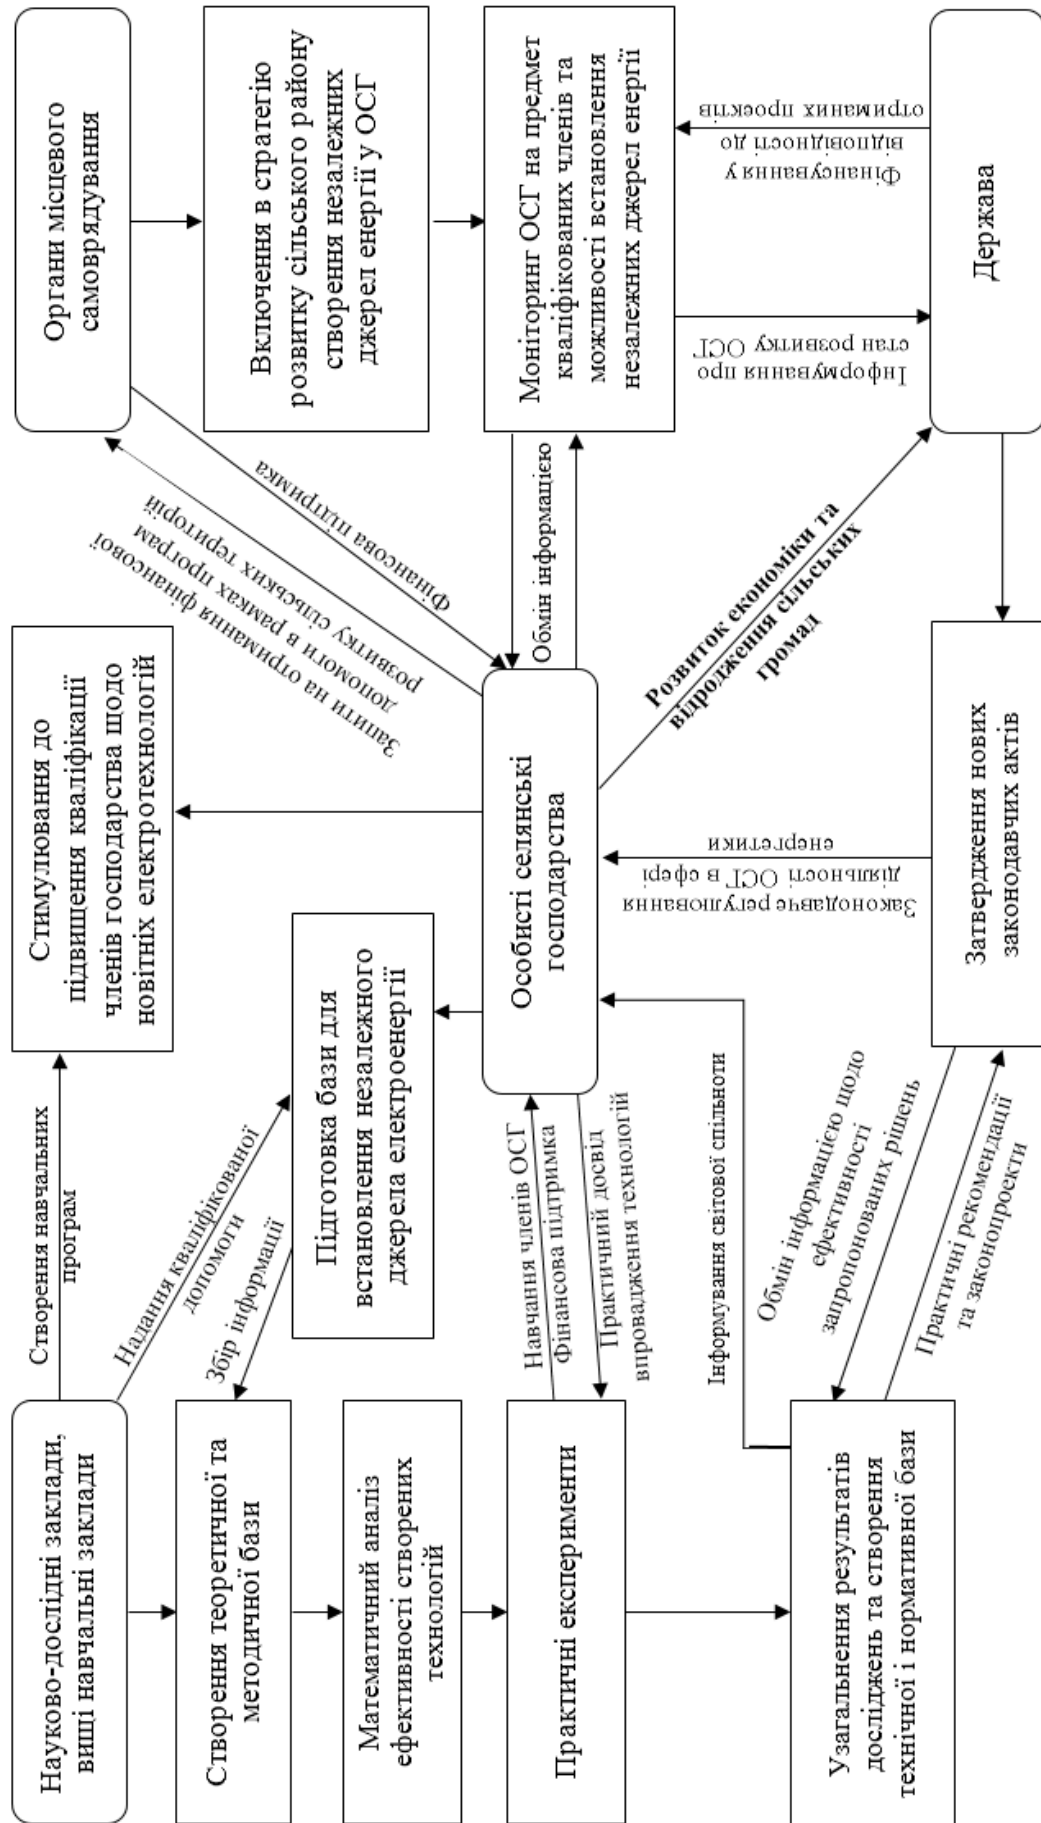 Науково-дослідні заклади,
вищі навчальні заклади
Створення навчальних
програм
Стимулювання до
підвищення кваліфікації
членів господарства щодо
новітніх електротехнологій
Органи місцевого
самоврядування
Надання кваліфікованої
допомоги
Збір інформації
Створення теоретичної та
методичної бази
Підготовка бази для
встановлення незалежного
джерела електроенергії
Запити на отримання фінансової
допомоги в рамках програм
розвитку сільських територій
Фінансова підтримка
Включення в стратегію
розвитку сільського району
створення незалежних
джерел енергії у ОСГ
Математичний аналіз
ефективності створених
технологій
Практичні експерименти
Навчання членів ОСГ
Фінансова підтримка
Практичний досвід
впровадження технологій
Особисті селянські
господарства
Обмін інформацією
Моніторинг ОСГ на предмет
кваліфікованих членів та
можливості встановлення
незалежних джерел енергії
Інформування світової спільноти
Законодавче регулювання
діяльності ОСГ в сфері
енергетики
Розвиток економіки та
відродження сільських
громад
Інформування про
стан розвитку ОСГ
Фінансування у
відповідності до
отриманих проєктів
Узагальнення результатів
досліджень та створення
технічної і нормативної бази
Обмін інформацією щодо
ефективності
запропонованих рішень
Практичні рекомендації
та законопроекти
Затвердження нових
законодавчих актів
Держава